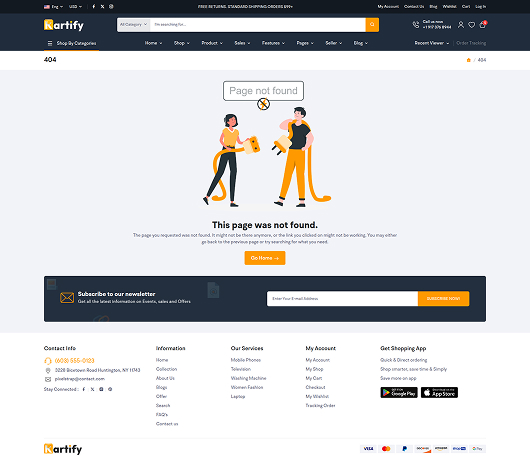 Eng USD FREE RETURNS. STANDARD SHIPPING ORDERS $99+ My Account Contact Us Blog Wishlist Cart Log In
Kartify All Category I'm searching for... Call us now
+1 917 376 8944
Shop By Categories Home Shop Product Sales Features Pages Seller Blog Recent Viewer Order Tracking
404 / 404
Page not found
This page was not found.
The page you requested was not found. It might not be there anymore, or the link you clicked on might not be working. You may either
go back to the previous page or try searching for what you need.
Go Home →
Subscribe to our newsletter
Get all the latest information on Events, sales and Offers
Enter Your E-mail Address SUBSCRIBE NOW!
Contact Info
(603) 555-0123
3228 Boxtown Road Huntington, NY 11743
pixelstrap@contact.com
Stay Connected :
Information
Home
Collection
About Us
Blogs
Offer
Search
FAQ's
Contact us
Our Services
Mobile Phones
Television
Washing Machine
Women Fashion
Laptop
My Account
My Account
My Shop
My Cart
Checkout
My Wishlist
Tracking Order
Get Shopping App
Quick & Direct ordering
Shop smarter, save time & Simply
Save more on app
Google Play
App Store
Kartify VISA DISCOVER G Pay